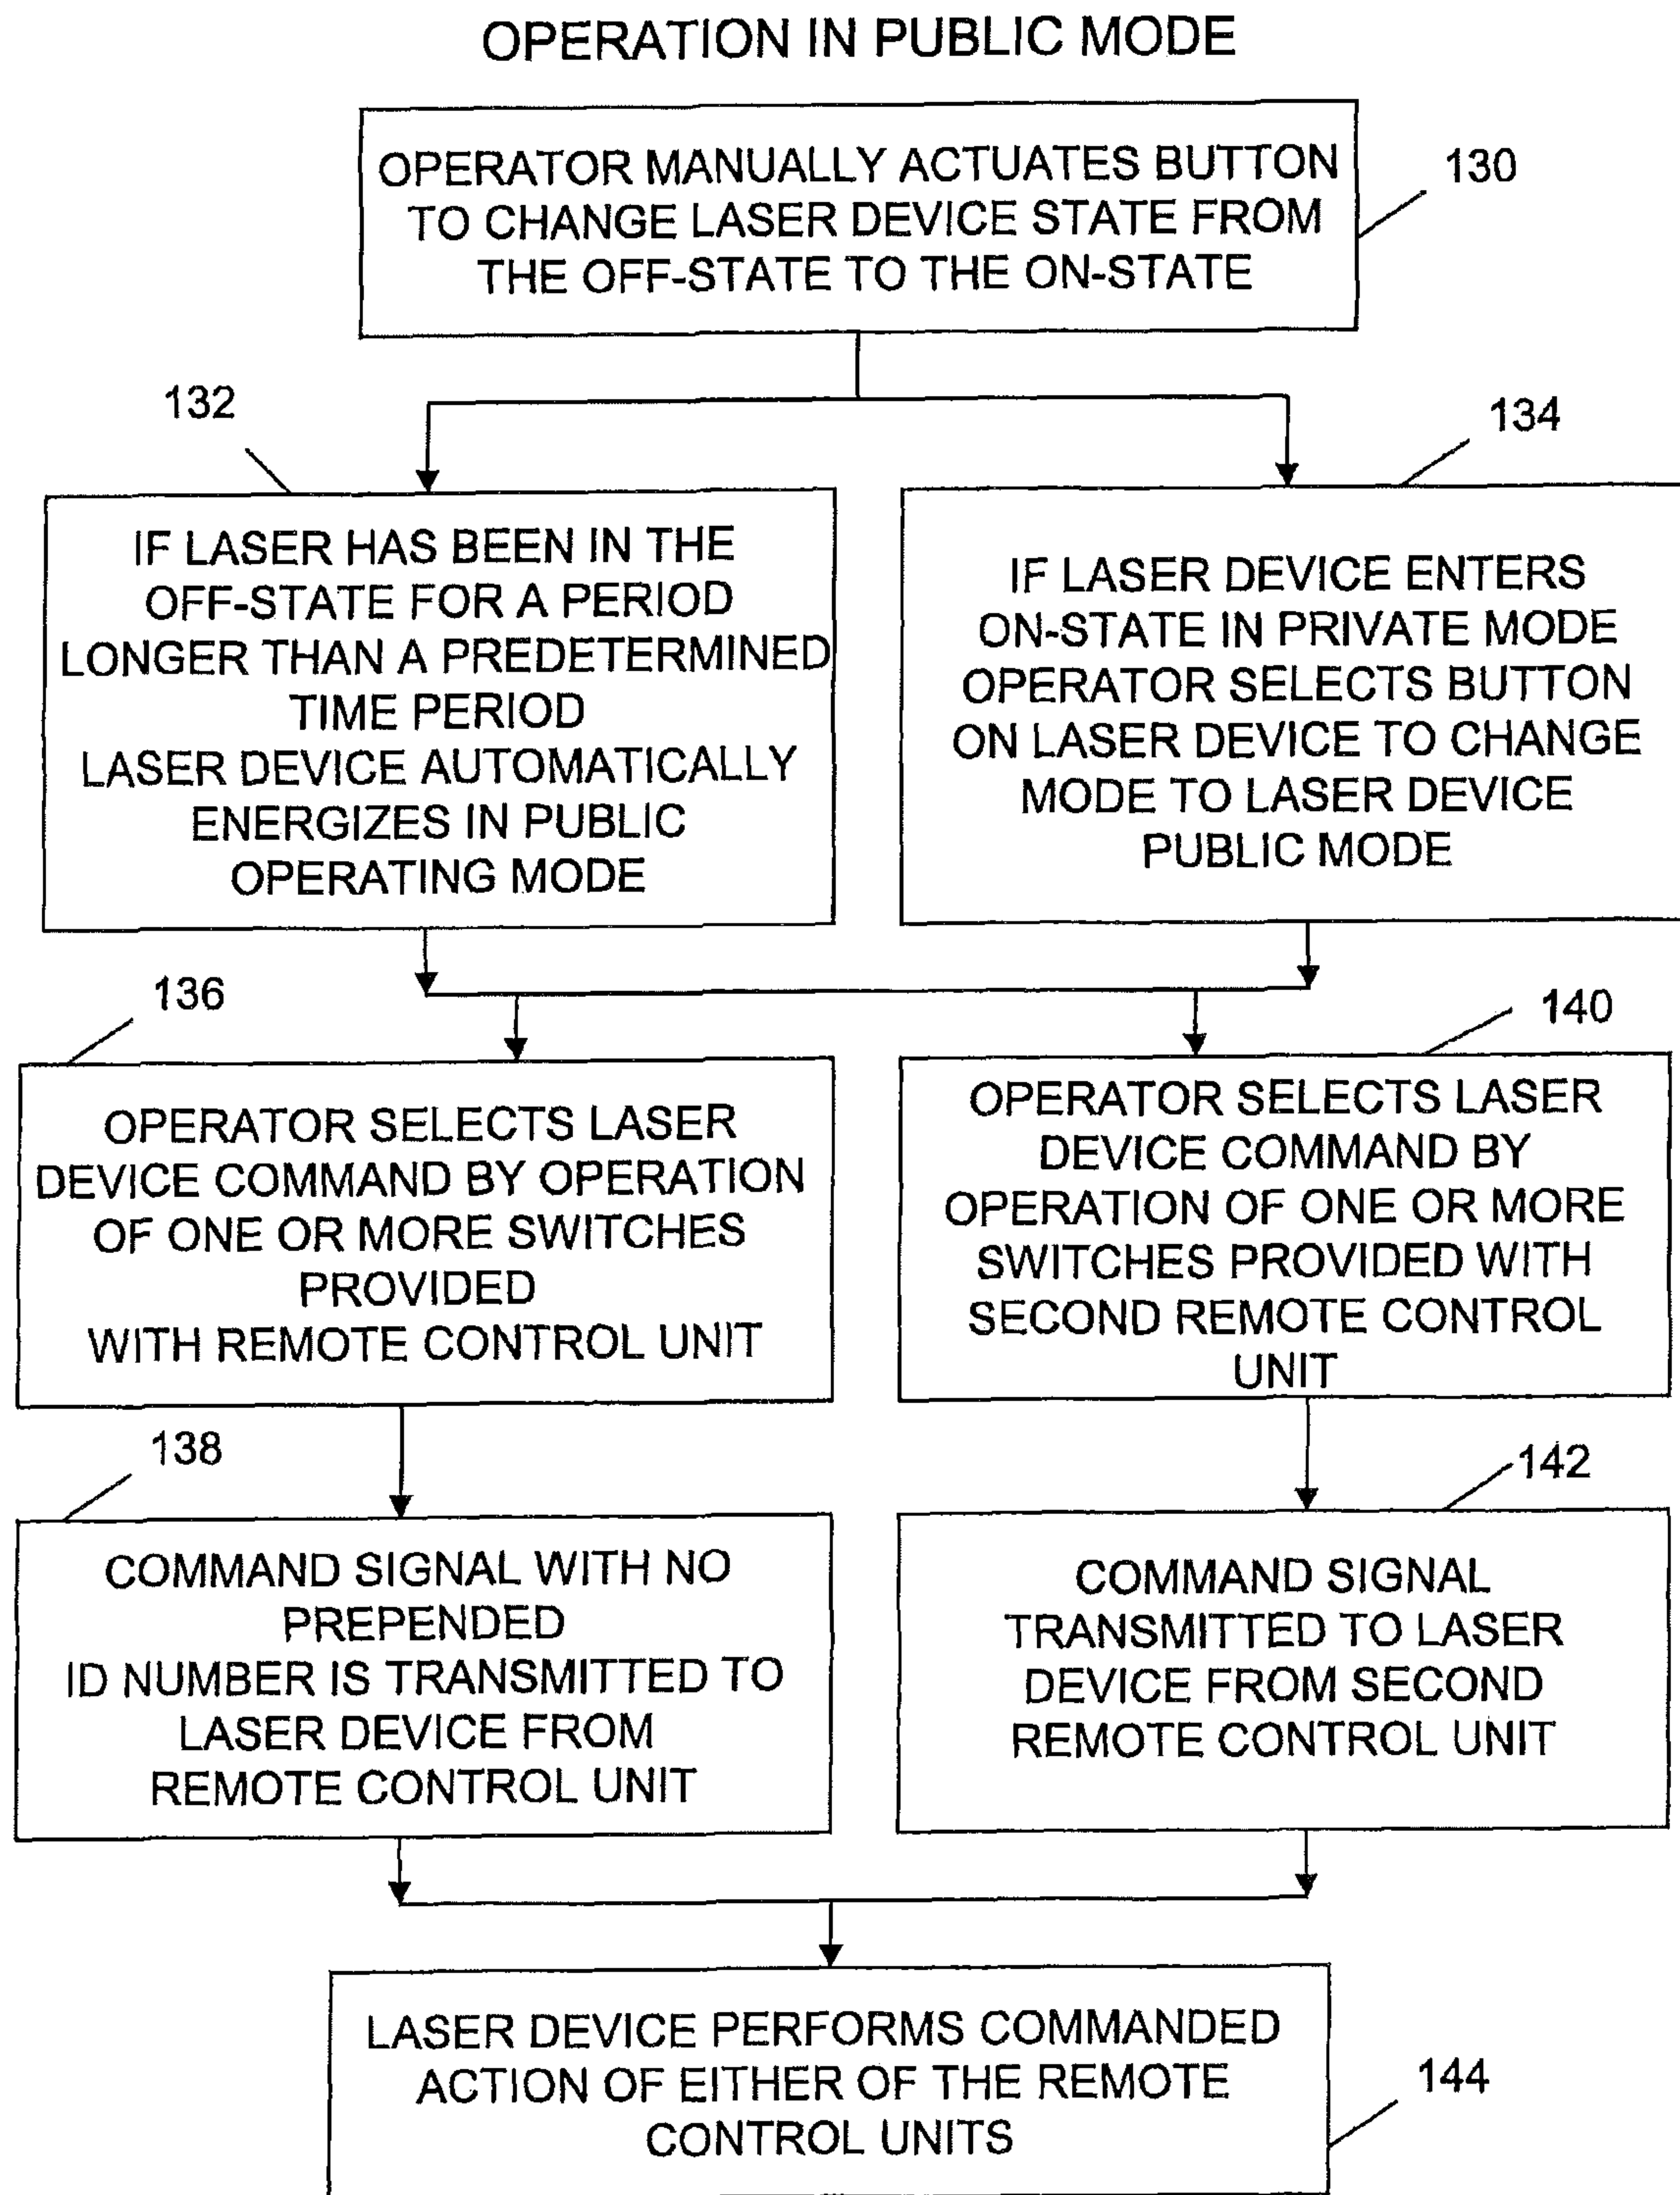 OPERATION IN PUBLIC MODE
OPERATOR MANUALLY ACTUATES BUTTON
TO CHANGE LASER DEVICE STATE FROM
THE OFF-STATE TO THE ON-STATE
130
132
134
IF LASER HAS BEEN IN THE
OFF-STATE FOR A PERIOD
LONGER THAN A PREDETERMINED
TIME PERIOD
LASER DEVICE AUTOMATICALLY
ENERGIZES IN PUBLIC
OPERATING MODE
IF LASER DEVICE ENTERS
ON-STATE IN PRIVATE MODE
OPERATOR SELECTS BUTTON
ON LASER DEVICE TO CHANGE
MODE TO LASER DEVICE
PUBLIC MODE
136
140
OPERATOR SELECTS LASER
DEVICE COMMAND BY OPERATION
OF ONE OR MORE SWITCHES
PROVIDED
WITH REMOTE CONTROL UNIT
OPERATOR SELECTS LASER
DEVICE COMMAND BY
OPERATION OF ONE OR MORE
SWITCHES PROVIDED WITH
SECOND REMOTE CONTROL
UNIT
138
142
COMMAND SIGNAL WITH NO
PREPENDED
ID NUMBER IS TRANSMITTED TO
LASER DEVICE FROM
REMOTE CONTROL UNIT
COMMAND SIGNAL
TRANSMITTED TO LASER
DEVICE FROM SECOND
REMOTE CONTROL UNIT
LASER DEVICE PERFORMS COMMANDED
ACTION OF EITHER OF THE REMOTE
CONTROL UNITS
144